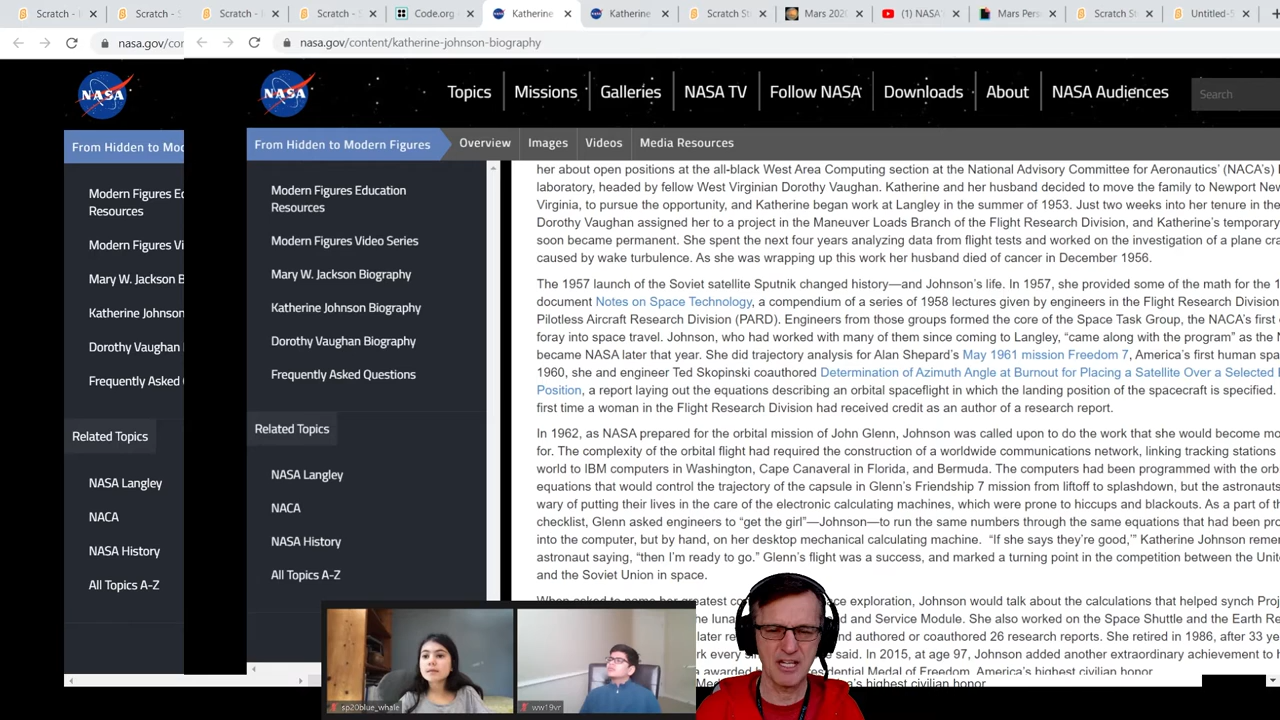 Scratch -
Scratch - S
Scratch - S
Scratch - S
Code.org
Katherine
Katherine
Scratch St
Mars 202
(1) NASA'
Mars Pers
Scratch St
Untitled-5
nasa.gov/cor
nasa.gov/content/katherine-johnson-biography
NASA
NASA
Topics
Missions
Galleries
NASA TV
Follow NASA
Downloads
About
NASA Audiences
Search
From Hidden to Mod
Modern Figures Ed
Resources
Modern Figures Vi
Mary W. Jackson B
Katherine Johnson
Dorothy Vaughan
Frequently Asked
Related Topics
NASA Langley
NACA
NASA History
All Topics A-Z
From Hidden to Modern Figures
Overview
Images
Videos
Media Resources
Modern Figures Education
Resources
Modern Figures Video Series
Mary W. Jackson Biography
Katherine Johnson Biography
Dorothy Vaughan Biography
Frequently Asked Questions
Related Topics
NASA Langley
NACA
NASA History
All Topics A-Z
her about open positions at the all-black West Area Computing section at the National Advisory Committee for Aeronautics' (NACA's)
laboratory, headed by fellow West Virginian Dorothy Vaughan. Katherine and her husband decided to move the family to Newport New
Virginia, to pursue the opportunity, and Katherine began work at Langley in the summer of 1953. Just two weeks into her tenure in the
Dorothy Vaughan assigned her to a project in the Maneuver Loads Branch of the Flight Research Division, and Katherine's temporary
soon became permanent. She spent the next four years analyzing data from flight tests and worked on the investigation of a plane cra
caused by wake turbulence. As she was wrapping up this work her husband died of cancer in December 1956.
The 1957 launch of the Soviet satellite Sputnik changed history—and Johnson's life. In 1957, she provided some of the math for the 1
document Notes on Space Technology, a compendium of a series of 1958 lectures given by engineers in the Flight Research Division
Pilotless Aircraft Research Division (PARD). Engineers from those groups formed the core of the Space Task Group, the NACA's first
foray into space travel. Johnson, who had worked with many of them since coming to Langley, “came along with the program” as the N
became NASA later that year. She did trajectory analysis for Alan Shepard's May 1961 mission Freedom 7, America's first human spa
1960, she and engineer Ted Skopinski coauthored Determination of Azimuth Angle at Burnout for Placing a Satellite Over a Selected E
Position, a report laying out the equations describing an orbital spaceflight in which the landing position of the spacecraft is specified.
first time a woman in the Flight Research Division had received credit as an author of a research report.
In 1962, as NASA prepared for the orbital mission of John Glenn, Johnson was called upon to do the work that she would become mo
for. The complexity of the orbital flight had required the construction of a worldwide communications network, linking tracking stations
world to IBM computers in Washington, Cape Canaveral in Florida, and Bermuda. The computers had been programmed with the orb
equations that would control the trajectory of the capsule in Glenn's Friendship 7 mission from liftoff to splashdown, but the astronauts
wary of putting their lives in the care of the electronic calculating machines, which were prone to hiccups and blackouts. As a part of th
checklist, Glenn asked engineers to “get the girl”—Johnson—to run the same numbers through the same equations that had been pro
into the computer, but by hand, on her desktop mechanical calculating machine. “If she says they're good,'” Katherine Johnson reme
astronaut saying, “then I'm ready to go.” Glenn's flight was a success, and marked a turning point in the competition between the Unite
and the Soviet Union in space.
When asked to name her greatest co ce exploration, Johnson would talk about the calculations that helped synch Proj
he lunar d and Service Module. She also worked on the Space Shuttle and the Earth Re
later re nd authored or coauthored 26 research reports. She retired in 1986, after 33 ye
rk every si said. In 2015, at age 97, Johnson added another extraordinary achievement to h
awarded sidential Medal of Freedom, America's highest civilian honor.
Med a's highest civilian honor.
sp20blue_whale
ww19vr